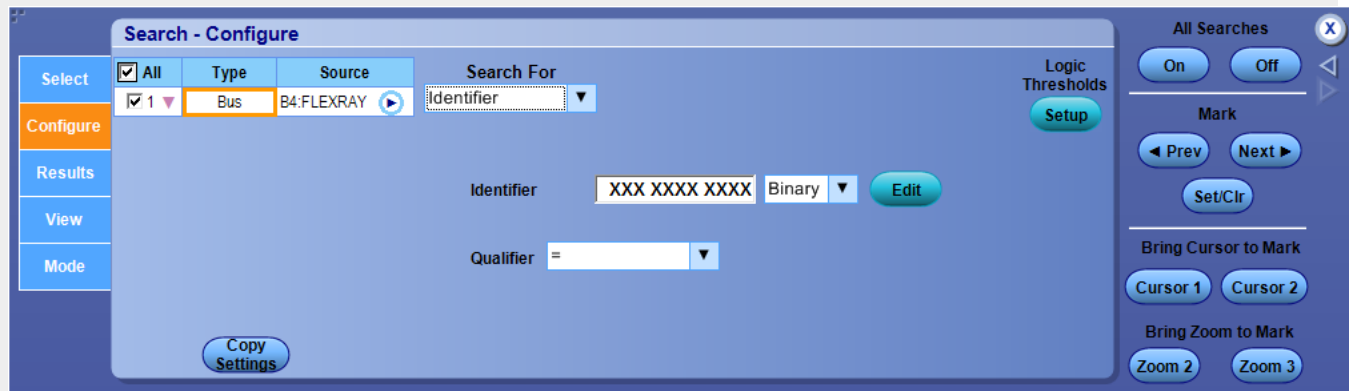 Search - Configure
All Searches
X
On
Off
Select
Configure
Results
View
Mode
All
Type
Source
1
Bus
B4:FLEXRAY
Search For
Identifier
Logic
Thresholds
Setup
Identifier
XXX XXXX XXXX
Binary
Edit
Qualifier
=
Copy
Settings
Mark
◄ Prev
Next ►
Set/Clr
Bring Cursor to Mark
Cursor 1
Cursor 2
Bring Zoom to Mark
Zoom 2
Zoom 3